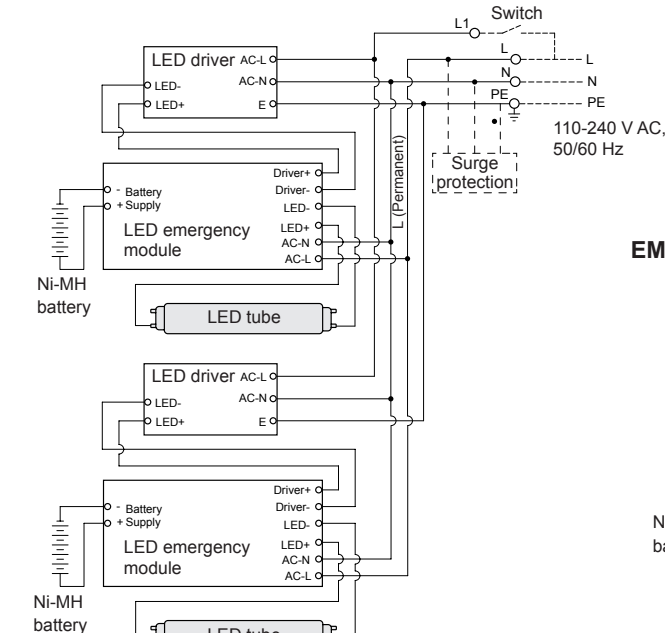 Switch
L1
L
L
N
N
PE
PE
110-240 V AC,
50/60 Hz
Surge
protection
L (Permanent)
LED driver
AC-L
AC-N
E
LED-
LED+
Driver+
Driver-
LED-
LED+
AC-N
AC-L
- Battery
+ Supply
LED emergency
module
Ni-MH
battery
LED tube
EM
LED driver
AC-L
AC-N
E
LED-
LED+
Driver+
Driver-
LED-
LED+
AC-N
AC-L
- Battery
+ Supply
LED emergency
module
Ni-MH
battery
LED tube
N
ba